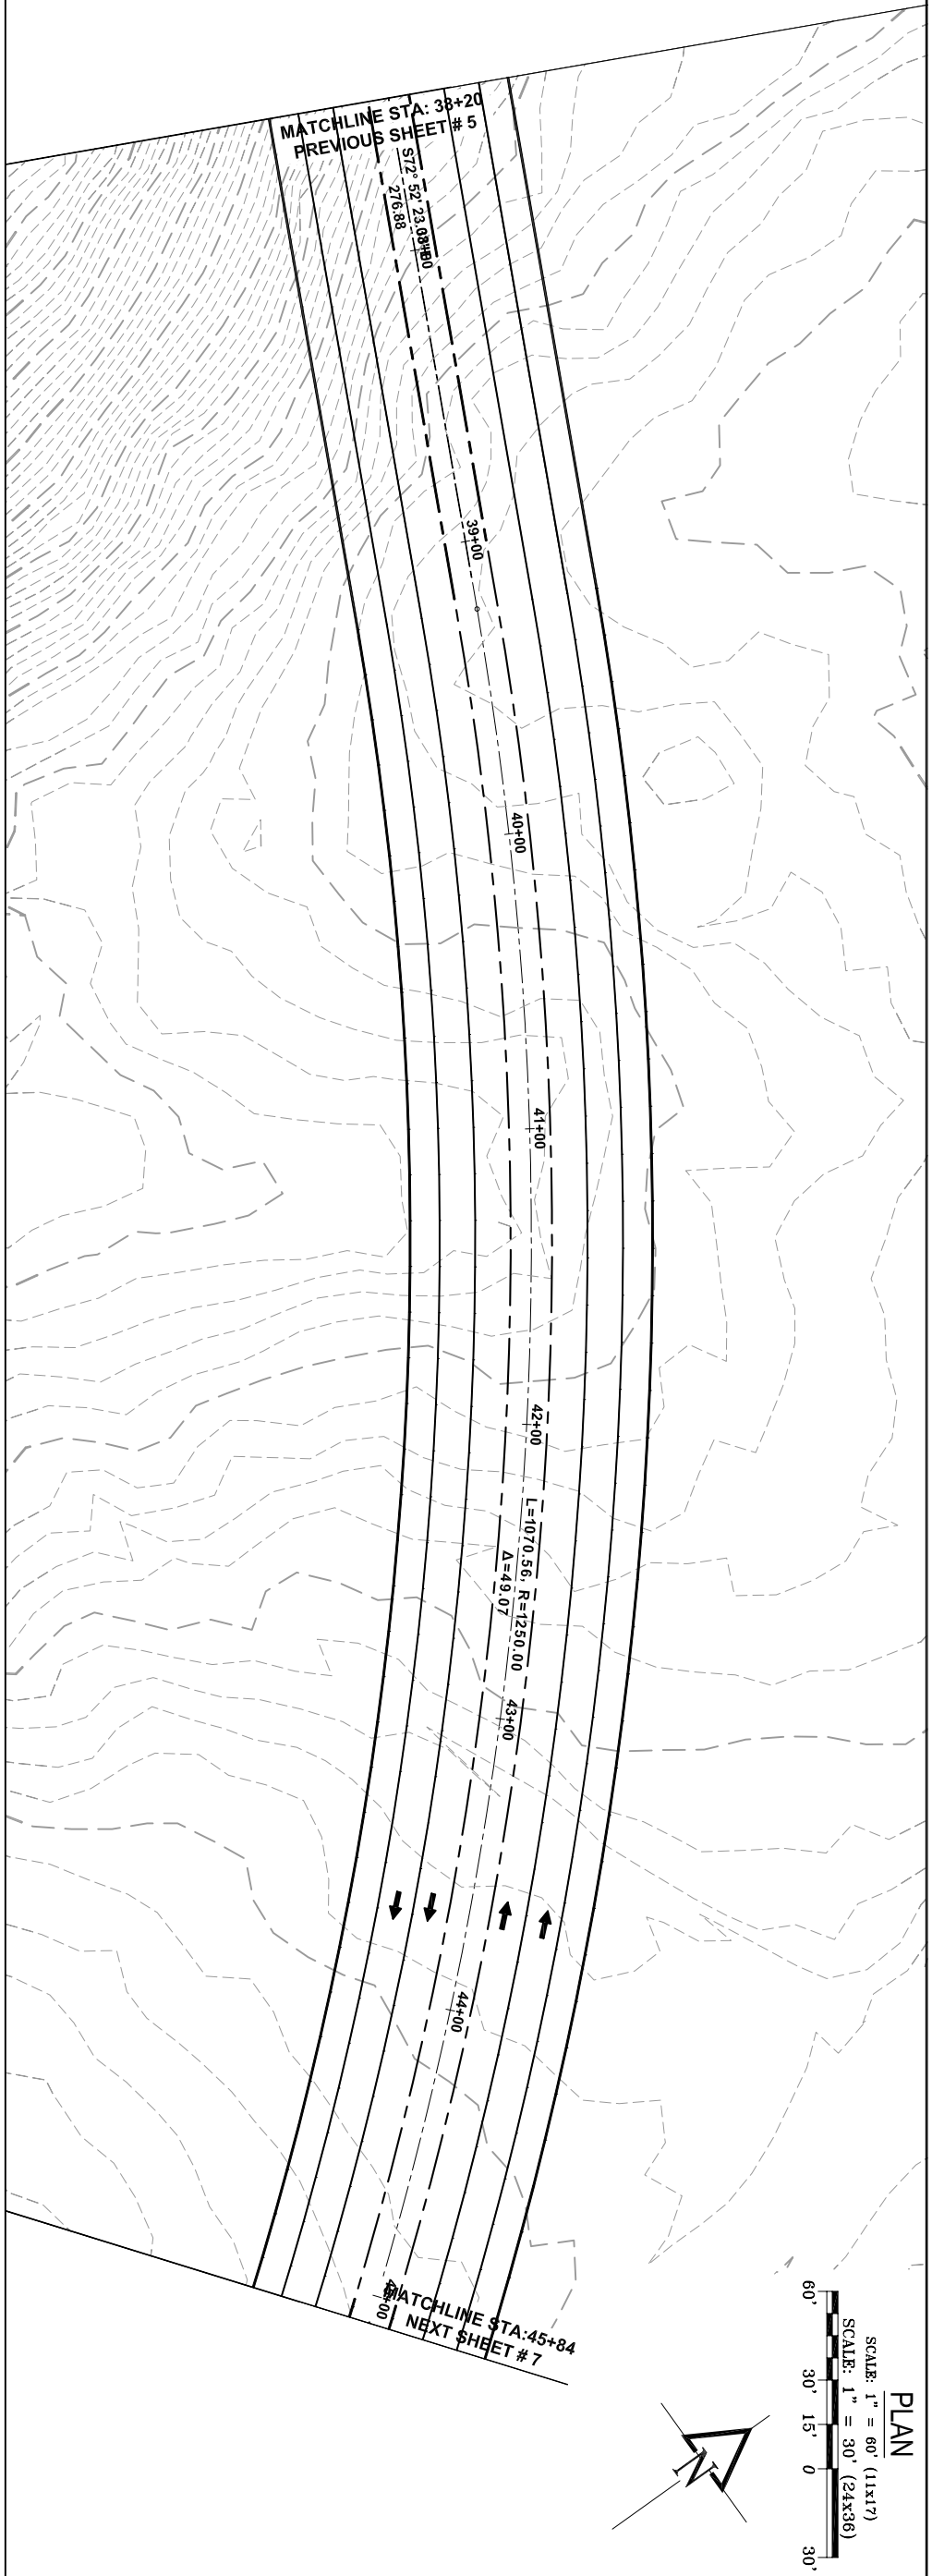 MATCHLINE STA: 38+20
PREVIOUS SHEET # 5
S72° 52' 23.
276.88
39+00
40+00
41+00
42+00
L=1070.56, R=1250.00
Δ=49.07
43+00
44+00
MATCHLINE STA:45+84
NEXT SHEET # 7
PLAN
SCALE: 1" = 60' (11x17)
SCALE: 1" = 30' (24x36)
60' 30' 15' 0 30'
N